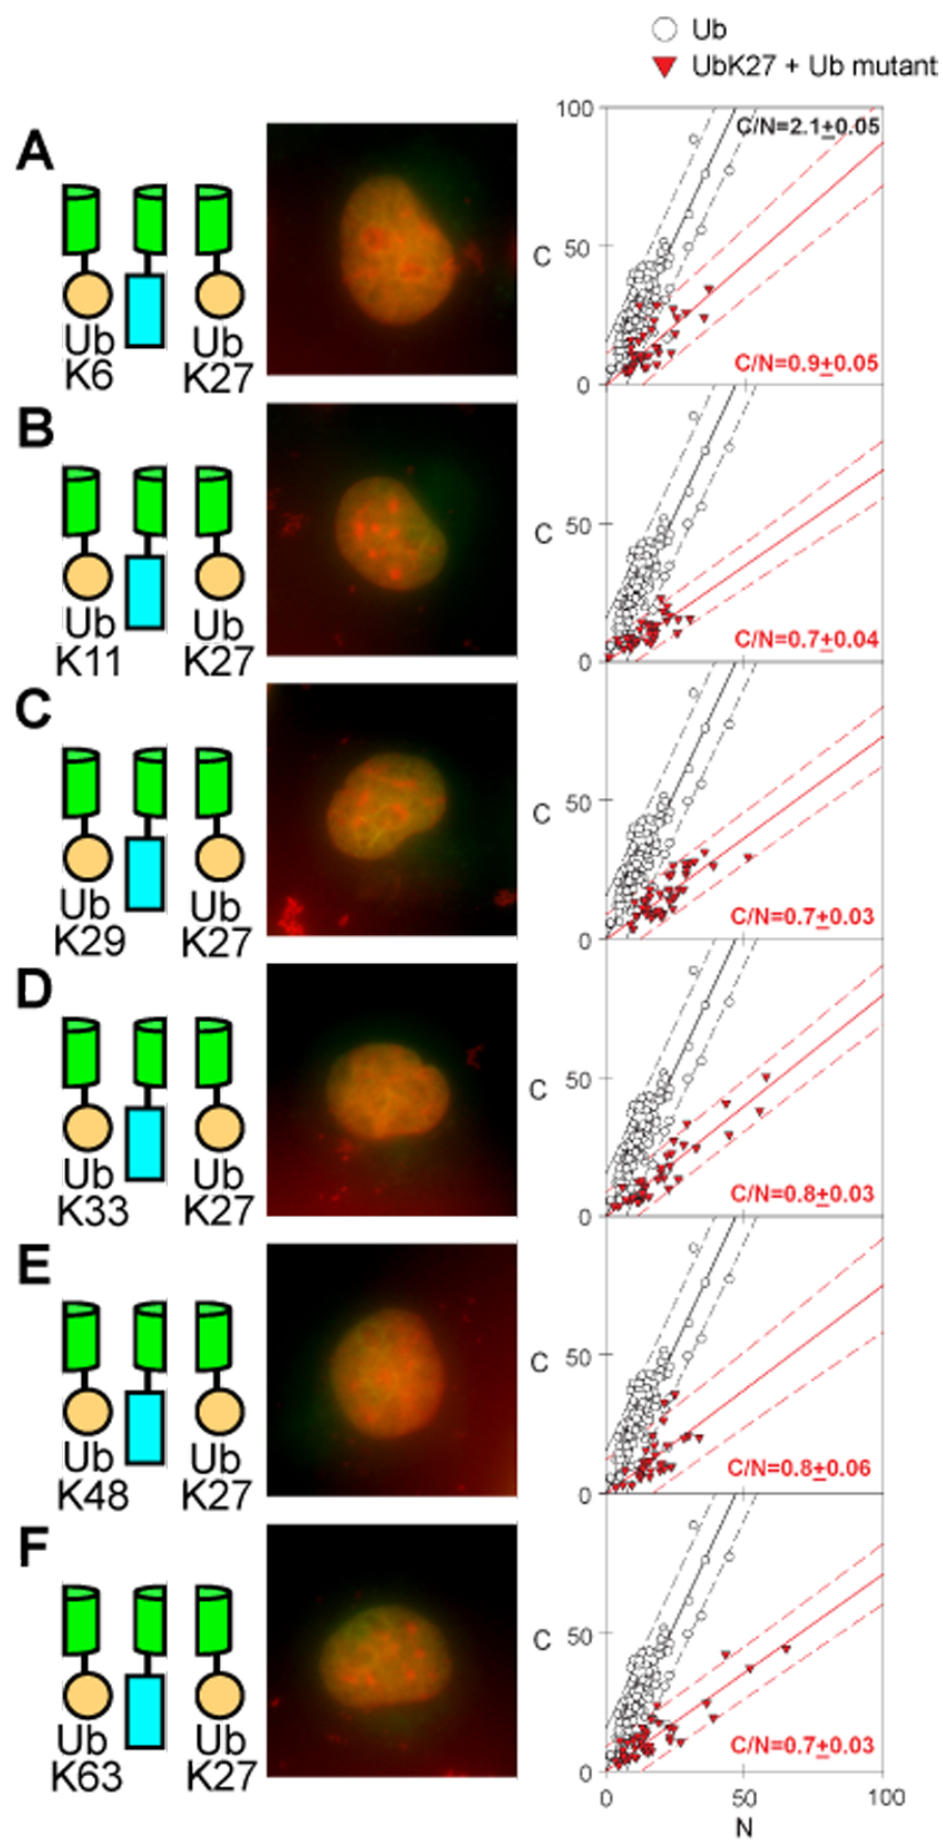 Ub
UbK27 + Ub mutant
A
Ub
K6
Ub
K27
100
50
0
C
C/N=2.1±0.05
C/N=0.9±0.05
B
Ub
K11
Ub
K27
50
0
C
C/N=0.7±0.04
C
Ub
K29
Ub
K27
50
0
C
C/N=0.7±0.03
D
Ub
K33
Ub
K27
50
0
C
C/N=0.8±0.03
E
Ub
K48
Ub
K27
50
0
C
C/N=0.8±0.06
F
Ub
K63
Ub
K27
50
0
C
C/N=0.7±0.03
0
50
100
N